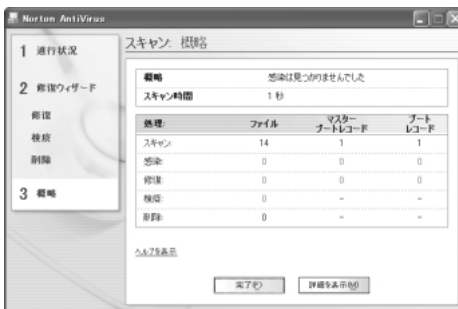 Norton AntiVirus
1 進行状況
2 修復ウィザード
修復
検疫
削除
3 概略
スキャン: 概略
概略 感染は見つかりませんでした
スキャン時間 1 秒
処理: ファイル マスター ブートレコード ブート レコード
スキャン: 14 1 1
感染: 0 0 0
修復: 0 0 0
検疫: 0 - -
削除: 0 - -
ヘルプを表示
完了(F) 詳細を表示(M)